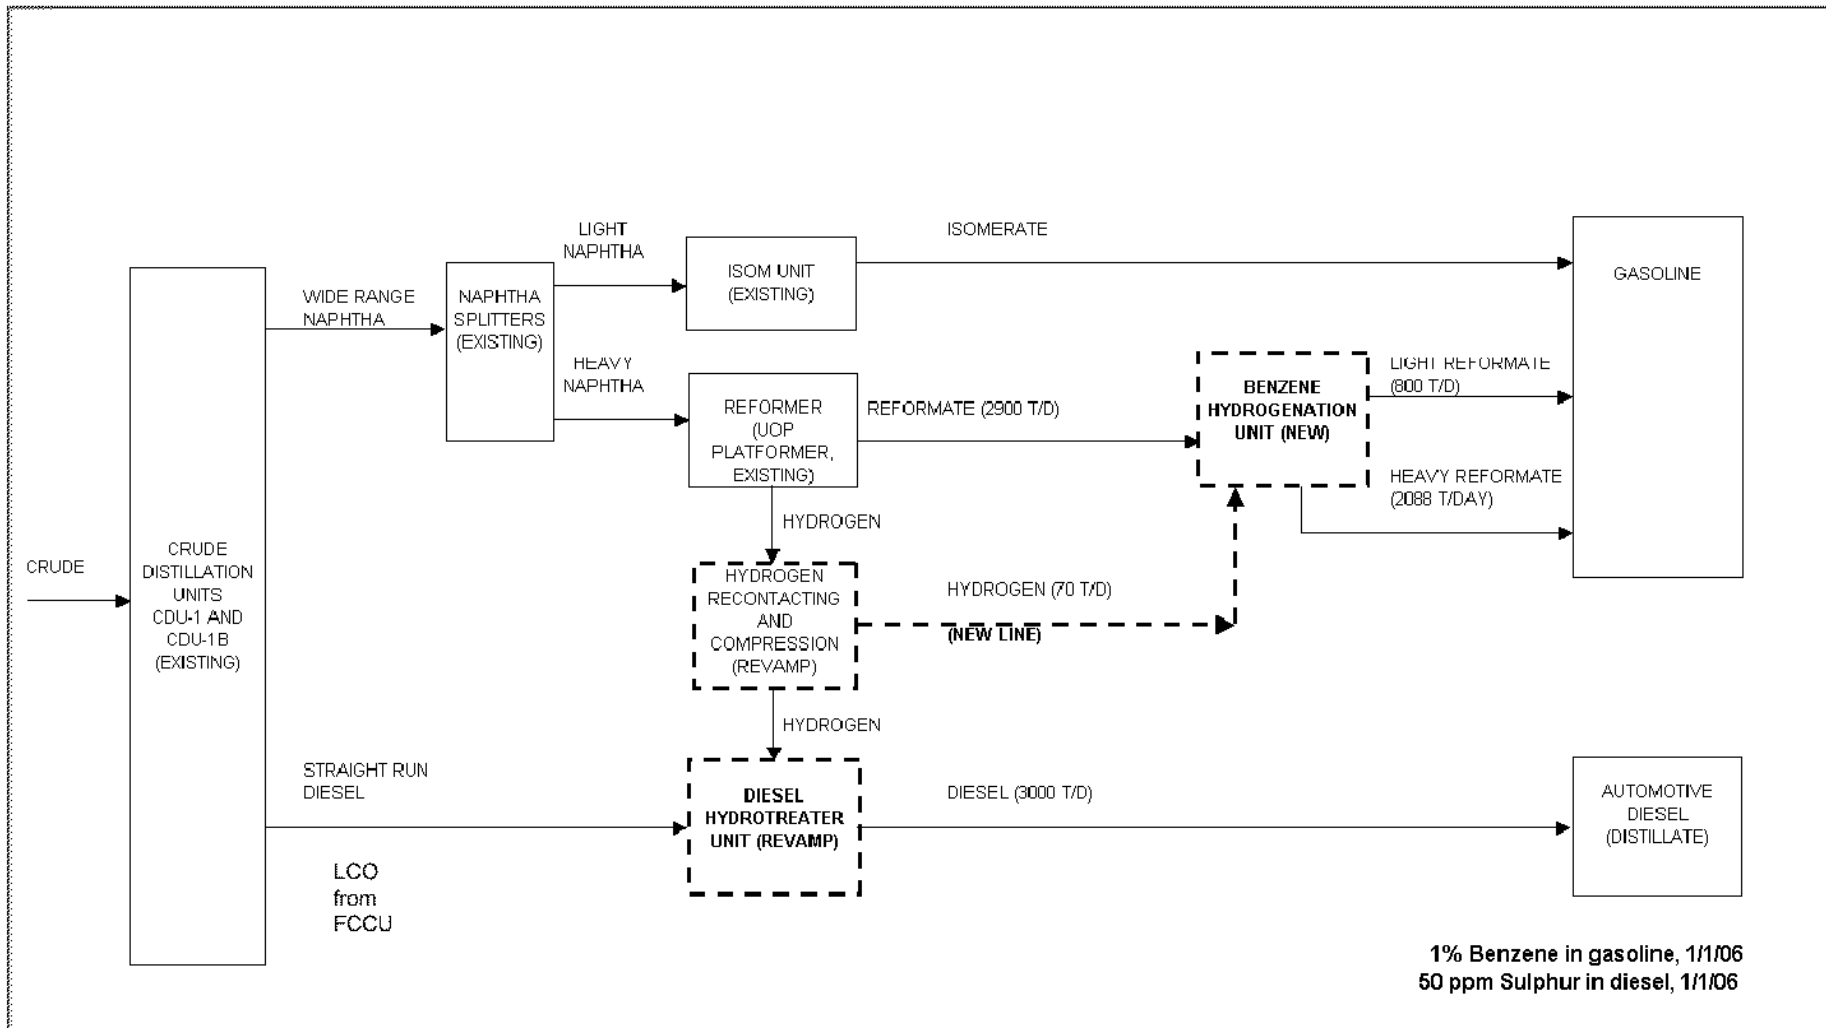 LIGHT
NAPHTHA
ISOMERATE
ISOM UNIT
(EXISTING)
GASOLINE
WIDE RANGE
NAPHTHA
NAPHTHA
SPLITTERS
(EXISTING)
HEAVY
NAPHTHA
REFORMER
(UOP
PLATFORMER,
EXISTING)
REFORMATE (2900 T/D)
BENZENE
HYDROGENATION
UNIT (NEW)
LIGHT REFORMATE
(800 T/D)
HEAVY REFORMATE
(2088 T/DAY)
HYDROGEN
CRUDE
CRUDE
DISTILLATION
UNITS
CDU-1 AND
CDU-1B
(EXISTING)
HYDROGEN
RECONTACTING
AND
COMPRESSION
(REVAMP)
HYDROGEN (70 T/D)
(NEW LINE)
HYDROGEN
STRAIGHT RUN
DIESEL
DIESEL
HYDROTREATER
UNIT (REVAMP)
DIESEL (3000 T/D)
AUTOMOTIVE
DIESEL
(DISTILLATE)
LCO
from
FCCU
1% Benzene in gasoline, 1/1/06
50 ppm Sulphur in diesel, 1/1/06